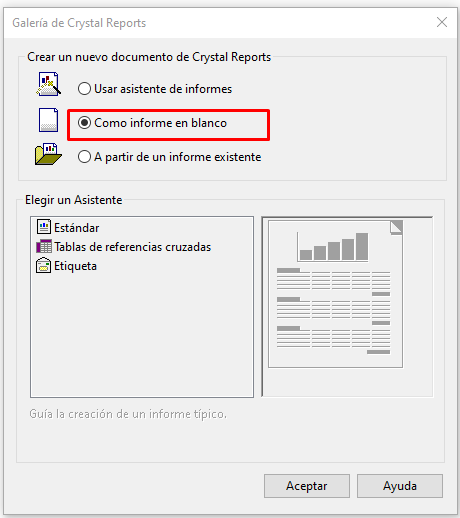 Galería de Crystal Reports
Crear un nuevo documento de Crystal Reports
Usar asistente de informes
Como informe en blanco
A partir de un informe existente
Elegir un Asistente
Estándar
Tablas de referencias cruzadas
Etiqueta
Guía la creación de un informe típico.
Aceptar
Ayuda